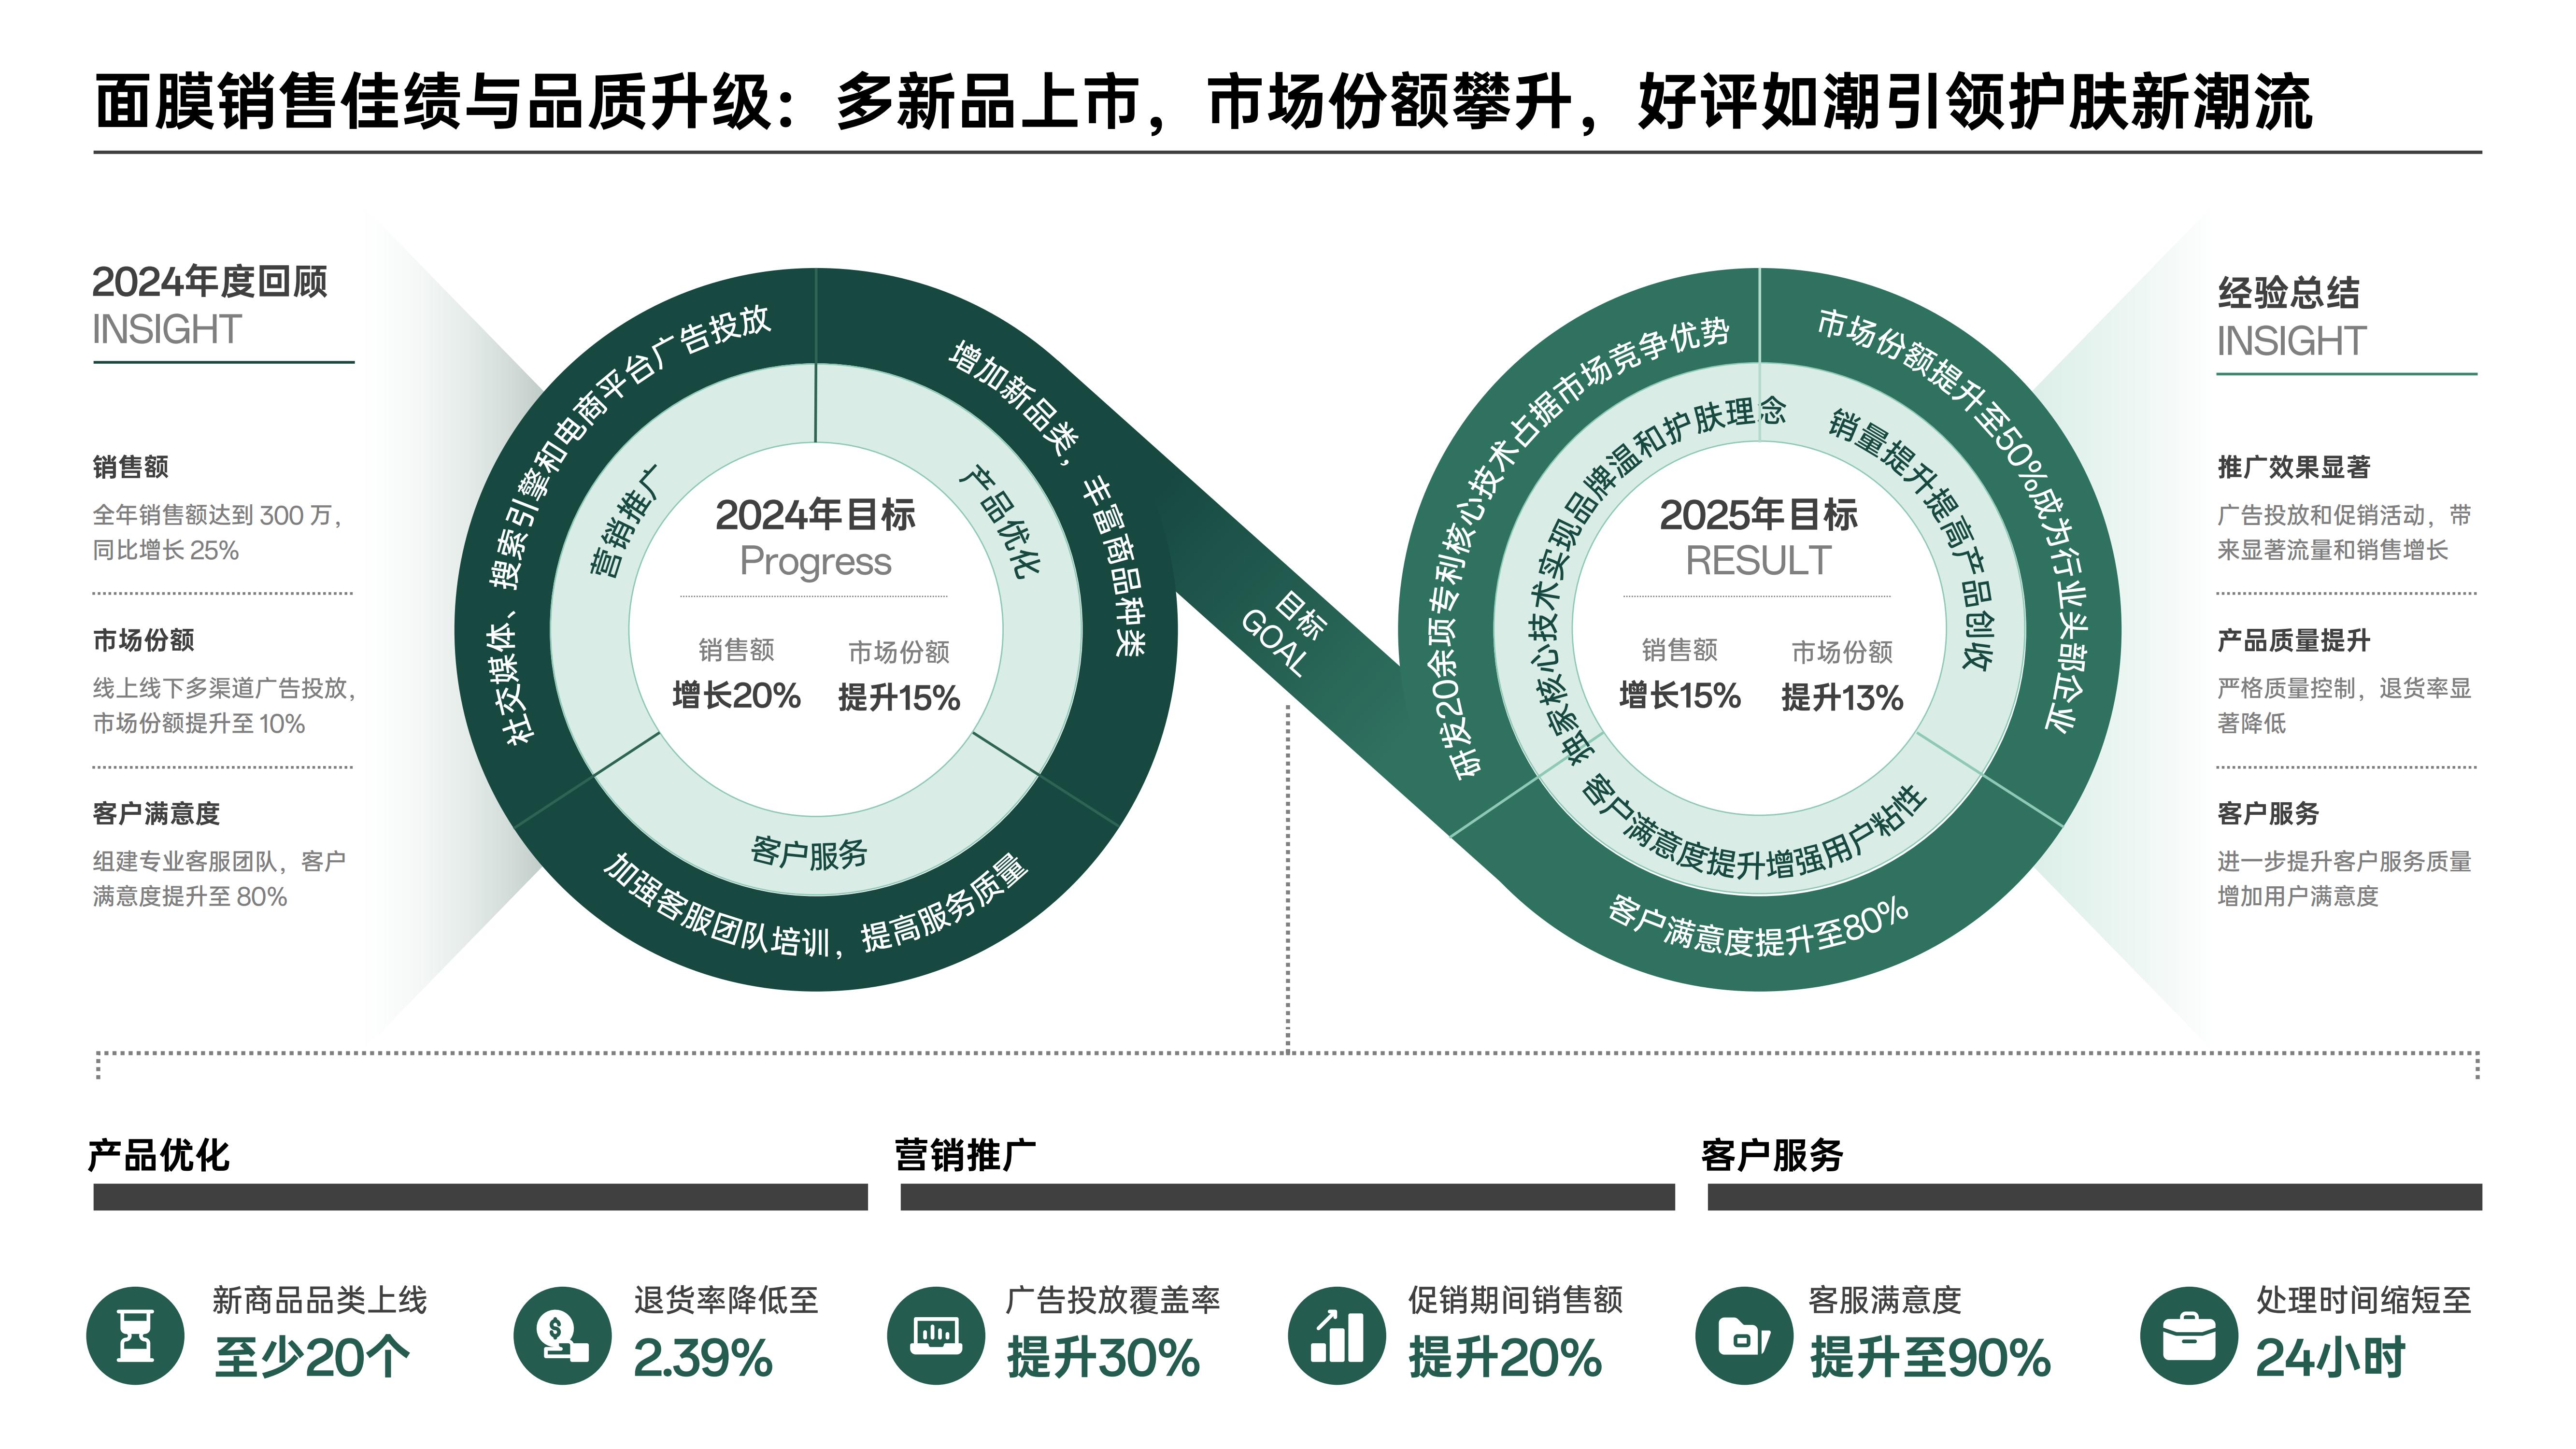 面膜销售佳绩与品质升级：多新品上市，市场份额攀升，好评如潮引领护肤新潮流
2024年度回顾
INSIGHT
销售额
全年销售额达到 300 万，
同比增长 25%
市场份额
线上线下多渠道广告投放，
市场份额提升至 10%
客户满意度
组建专业客服团队，客户
满意度提升至 80%
社交媒体、搜索引擎和电商平台广告投放
增加新品类，丰富商品种类
加强客服团队培训，提高服务质量
营销推广
产品优化
客户服务
2024年目标
Progress
销售额
增长20%
市场份额
提升15%
目标
GOAL
研发20余项专利核心技术占据市场竞争优势
市场份额提升至50%成为行业头部企业
客户满意度提升至80%
独家核心技术实现品牌温和护肤理念
销量提升提高产品创收
客户满意度提升增强用户粘性
2025年目标
RESULT
销售额
增长15%
市场份额
提升13%
经验总结
INSIGHT
推广效果显著
广告投放和促销活动，带
来显著流量和销售增长
产品质量提升
严格质量控制，退货率显
著降低
客户服务
进一步提升客户服务质量
增加用户满意度
产品优化
营销推广
客户服务
新商品品类上线
至少20个
退货率降低至
2.39%
广告投放覆盖率
提升30%
促销期间销售额
提升20%
客服满意度
提升至90%
处理时间缩短至
24小时